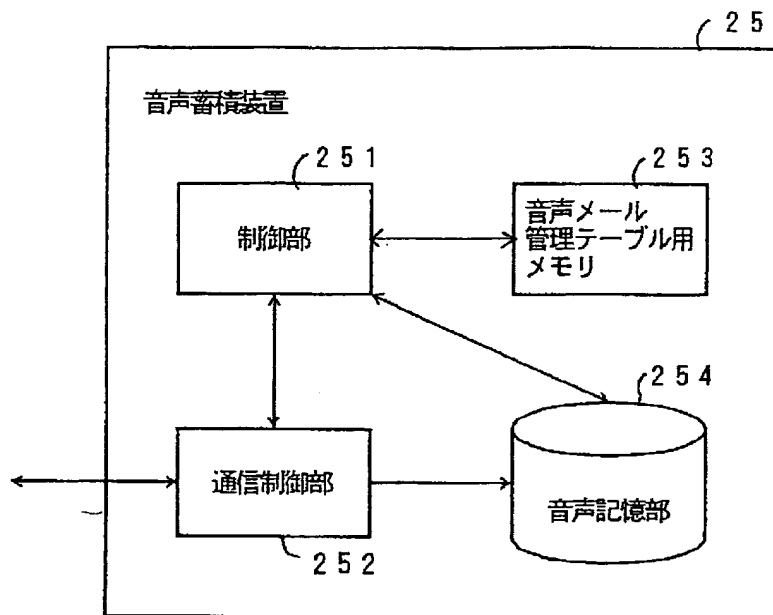 25
音声蓄積装置
251
253
制御部
音声メール
管理テーブル用
メモリ
254
通信制御部
音声記憶部
252